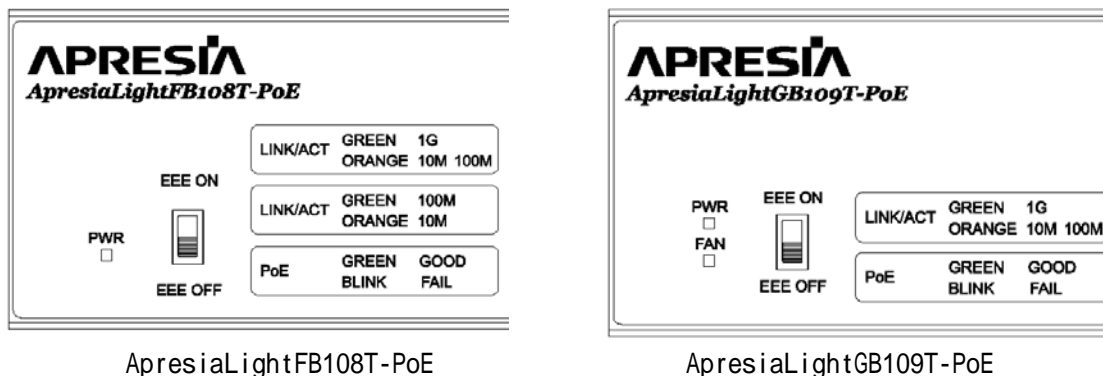 APRESIA
ApresiaLightFB108T-PoE
LINK/ACT GREEN 1G
ORANGE 10M 100M
EEE ON
LINK/ACT GREEN 100M
ORANGE 10M
PWR
PoE GREEN GOOD
BLINK FAIL
EEE OFF
ApresiaLightFB108T-PoE
APRESIA
ApresiaLightGB109T-PoE
PWR
EEE ON
FAN
LINK/ACT GREEN 1G
ORANGE 10M 100M
EEE OFF
PoE GREEN GOOD
BLINK FAIL
ApresiaLightGB109T-PoE